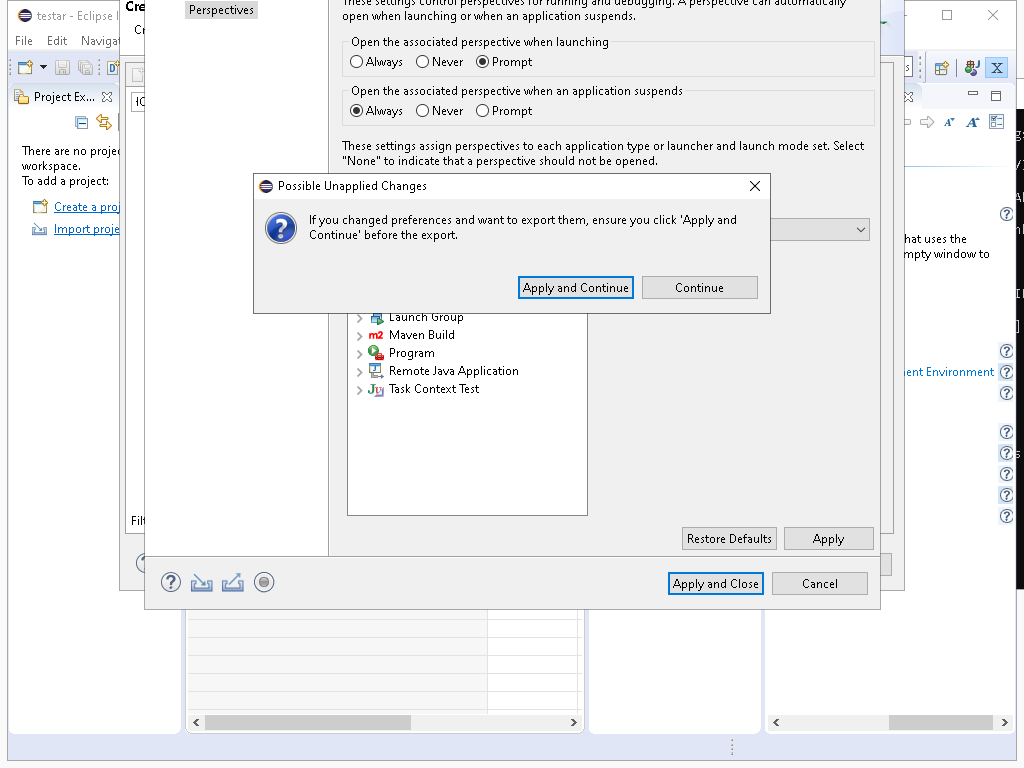 testar - Eclipse I
File Edit Navigat
Project Ex...
There are no proje
workspace.
To add a project:
Create a proj
Import proje
Cre
Cr
Filt
Perspectives
These settings control perspectives for running and debugging. A perspective can automatically
open when launching or when an application suspends.
Open the associated perspective when launching
Always Never Prompt
Open the associated perspective when an application suspends
Always Never Prompt
These settings assign perspectives to each application type or launcher and launch mode set. Select
"None" to indicate that a perspective should not be opened.
Possible Unapplied Changes
If you changed preferences and want to export them, ensure you click 'Apply and
Continue' before the export.
Apply and Continue Continue
Launch Group
Maven Build
Program
Remote Java Application
Task Context Test
Restore Defaults Apply
Apply and Close Cancel
hat uses the
mpty window to
ent Environment